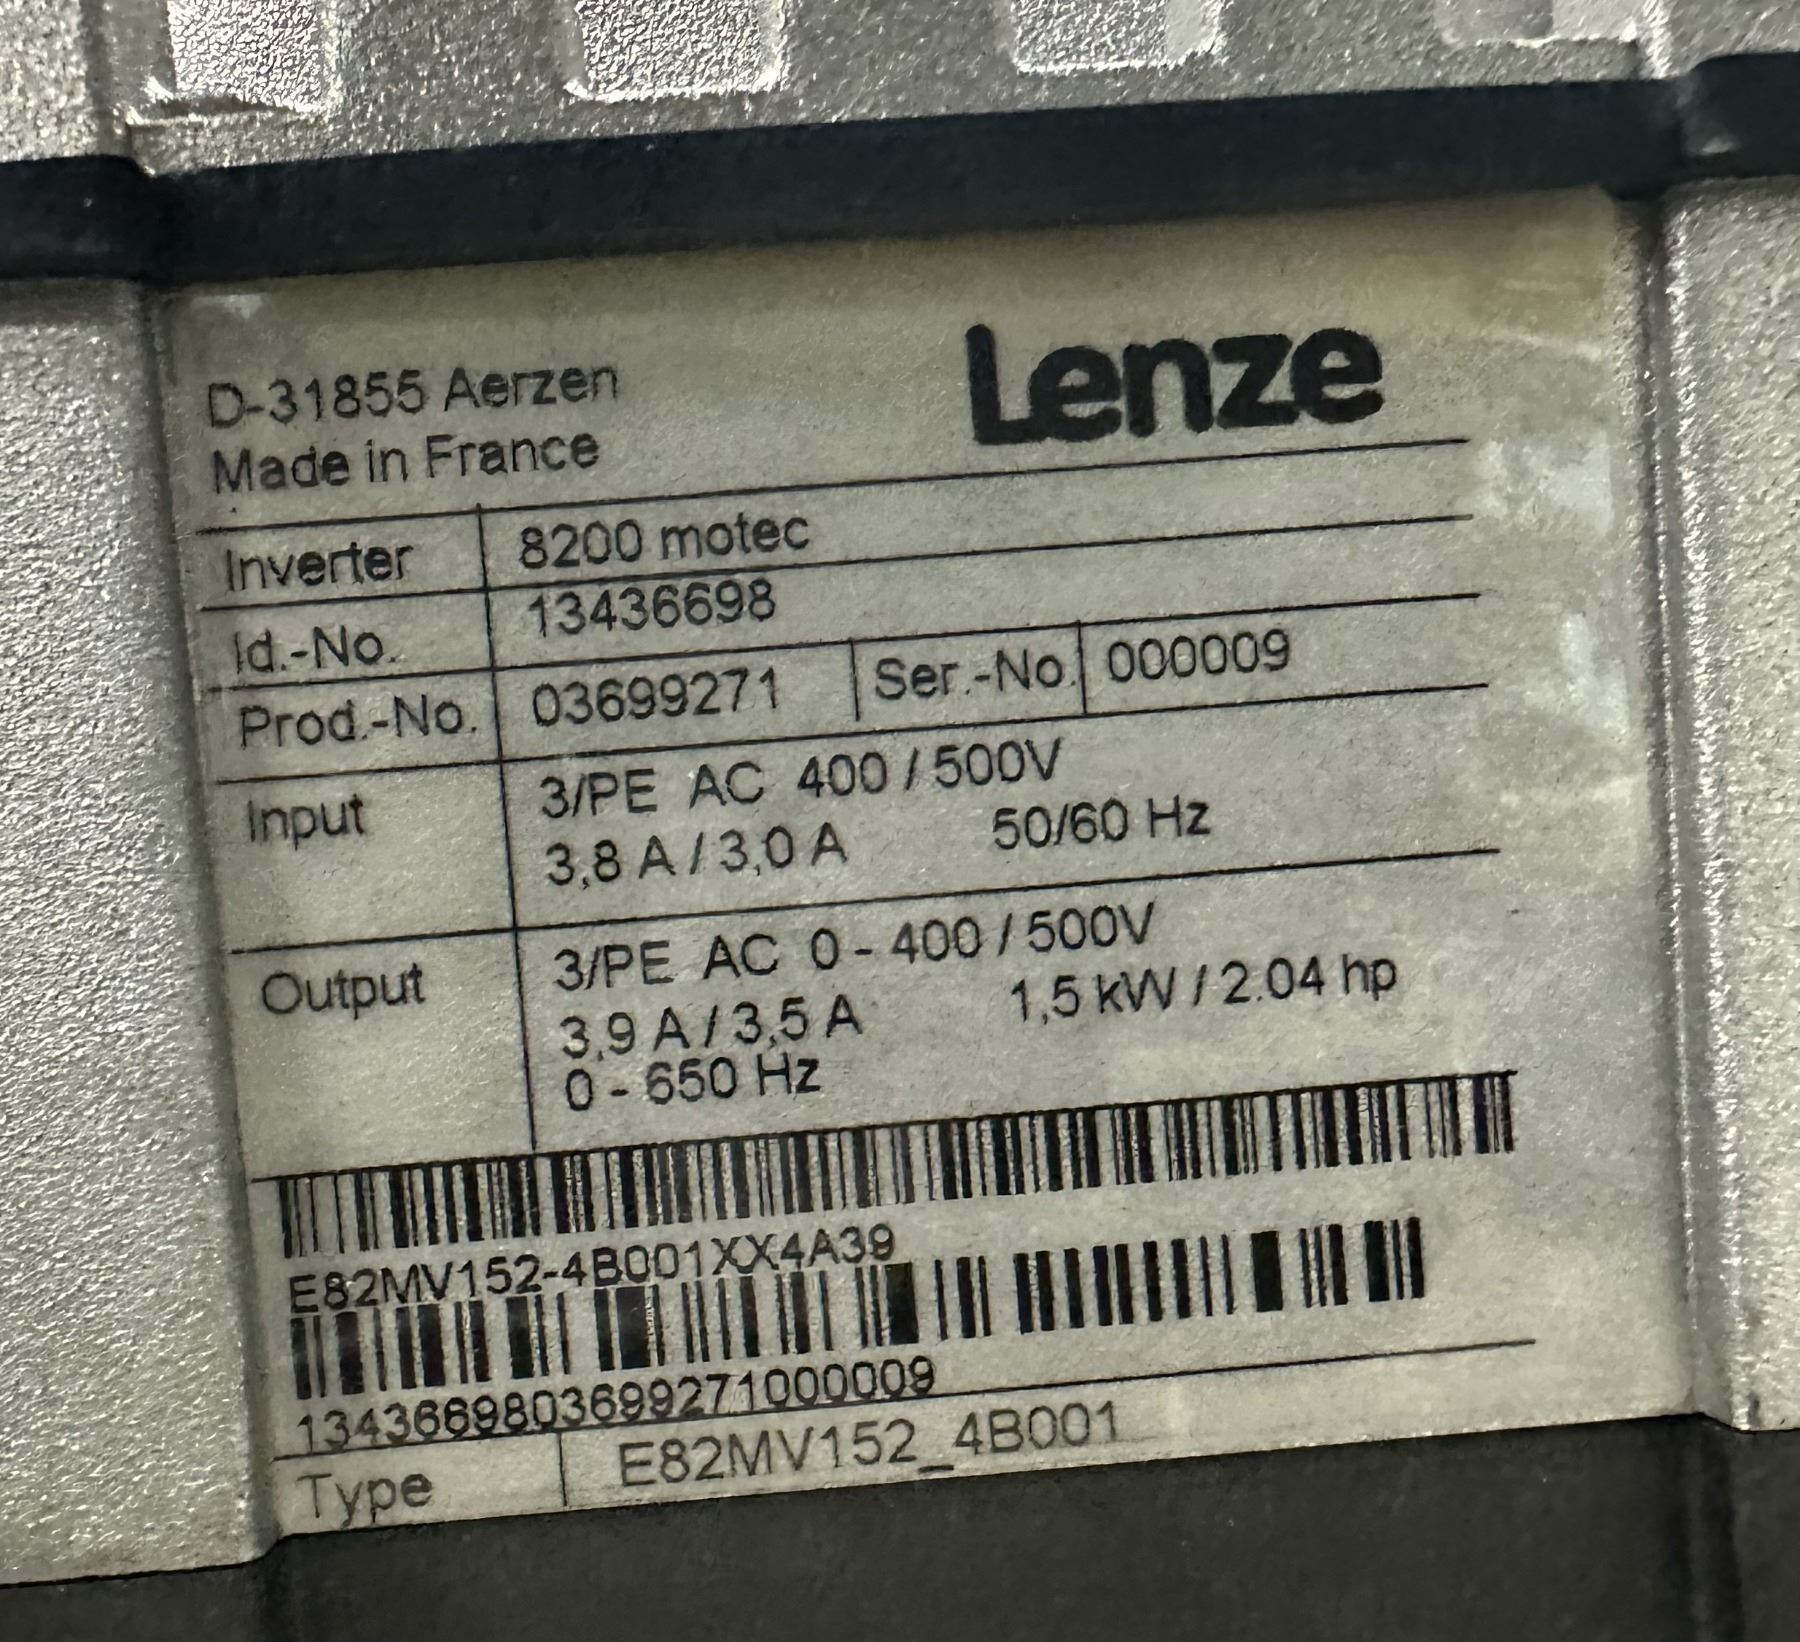 D-31855 Aerzen
Made in France
Lenze
Inverter 8200 motec
Id.-No. 13436698
Prod.-No. 03699271 Ser.-No. 000009
Input 3/PE AC 400 / 500V
3,8 A / 3,0 A 50/60 Hz
Output 3/PE AC 0 - 400 / 500V
3,9 A / 3,5 A 1,5 kW / 2.04 hp
0 - 650 Hz
E82MV152-4B001XX4A39
1343669803699271000009
Type E82MV152_4B001